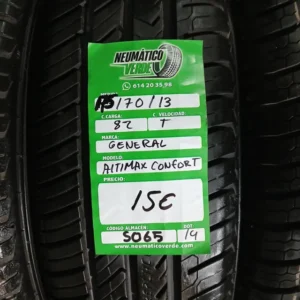 NEUMÁTICO
VERDE
614 20 35 98
175/70/13
C.CARGA: C VELOCIDAD
82 T
MARCA:
GENERAL
MODELO:
ALTIMAX CONFORT
PRECIO:
15€
CÓDIGO ALMACÉN DOT
S065 14
www.neumaticoverde.com